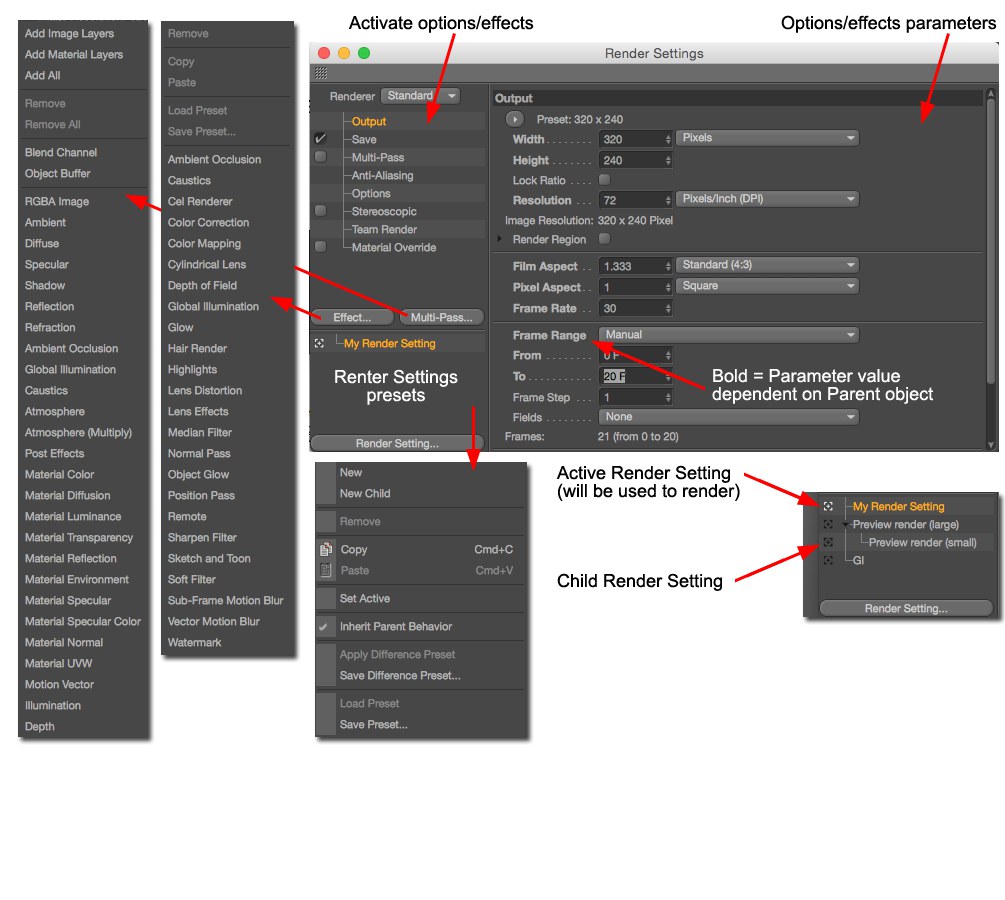 Activate options/effects
Options/effects parameters
Add Image Layers
Add Material Layers
Add All
Remove
Remove All
Blend Channel
Object Buffer
RGBA Image
Ambient
Diffuse
Specular
Shadow
Reflection
Refraction
Ambient Occlusion
Global Illumination
Caustics
Atmosphere
Atmosphere (Multiply)
Post Effects
Material Color
Material Diffusion
Material Luminance
Material Transparency
Material Reflection
Material Environment
Material Specular
Material Specular Color
Material Normal
Material UVW
Motion Vector
Illumination
Depth
Remove
Copy
Paste
Load Preset
Save Preset...
Ambient Occlusion
Caustics
Cel Renderer
Color Correction
Color Mapping
Cylindrical Lens
Depth of Field
Global Illumination
Glow
Hair Render
Highlights
Lens Distortion
Lens Effects
Median Filter
Normal Pass
Object Glow
Position Pass
Remote
Sharpen Filter
Sketch and Toon
Soft Filter
Sub-Frame Motion Blur
Vector Motion Blur
Watermark
Render Settings
Renderer Standard
Output
Save
Multi-Pass
Anti-Aliasing
Options
Stereoscopic
Team Render
Material Override
Effect... Multi-Pass...
My Render Setting
Renter Settings
presets
Render Setting...
Output
Preset: 320 x 240
Width . . . . . . . 320 Pixels
Height . . . . . . 240
Lock Ratio . . . .
Resolution . . . 72 Pixels/Inch (DPI)
Image Resolution: 320 x 240 Pixel
Render Region
Film Aspect . . 1.333 Standard (4:3)
Pixel Aspect . . 1 Square
Frame Rate . . 30
Frame Range Manual
From . . . . . . . 0 F
To . . . . . . . . . . 20 F
Frame Step . . . 1
Fields . . . . . . . . None
Frames: 21 (from 0 to 20)
Bold = Parameter value
dependent on Parent object
New
New Child
Remove
Copy Cmd+C
Paste Cmd+V
Set Active
Inherit Parent Behavior
Apply Difference Preset
Save Difference Preset...
Load Preset
Save Preset...
Active Render Setting
(will be used to render)
Child Render Setting
My Render Setting
Preview render (large)
Preview render (small)
GI
Render Setting...